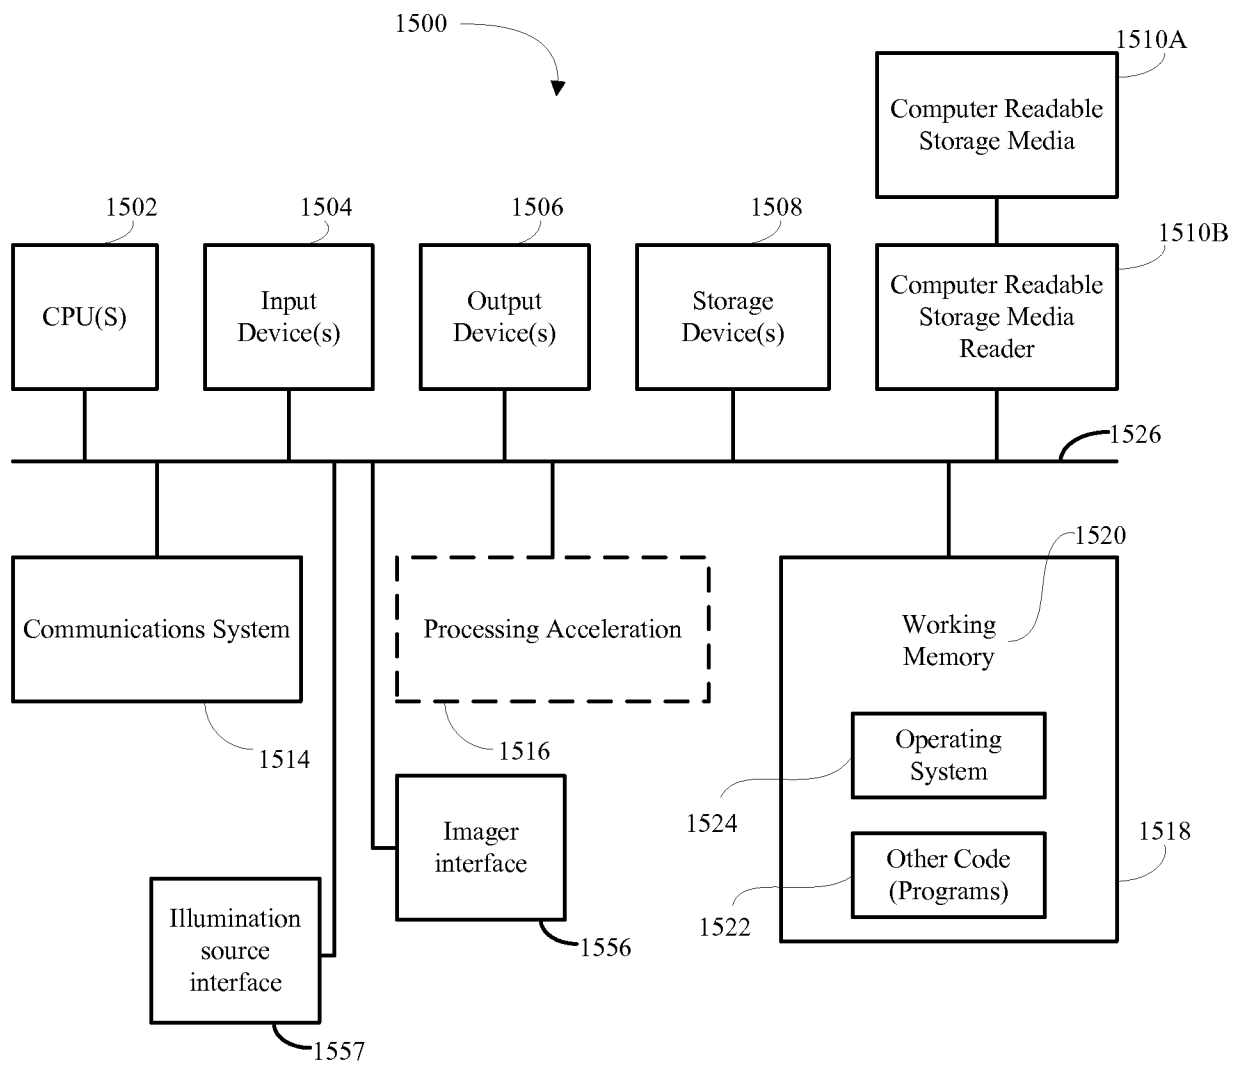 1500
1510A
Computer Readable
Storage Media
1502
1504
1506
1508
1510B
CPU(S)
Input
Device(s)
Output
Device(s)
Storage
Device(s)
Computer Readable
Storage Media
Reader
1526
1520
Communications System
Processing Acceleration
Working
Memory
1514
1516
Operating
System
1524
1518
Imager
interface
Other Code
(Programs)
1522
1556
Illumination
source
interface
1557